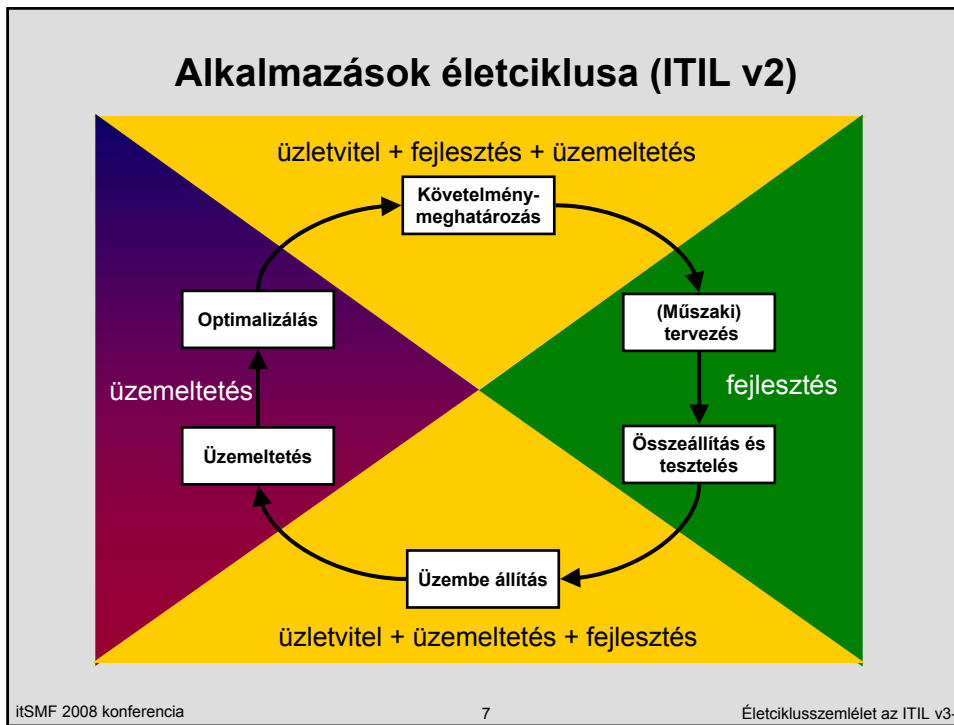 Alkalmazások életciklusa (ITIL v2)
üzletvitel + fejlesztés + üzemeltetés
Követelmény-
meghatározás
Optimalizálás
(Műszaki)
tervezés
üzemeltetés
fejlesztés
Üzemeltetés
Összeállítás és
tesztelés
Üzembe állítás
üzletvitel + üzemeltetés + fejlesztés
itSMF 2008 konferencia
7
Életciklusszemlélet az ITIL v3-